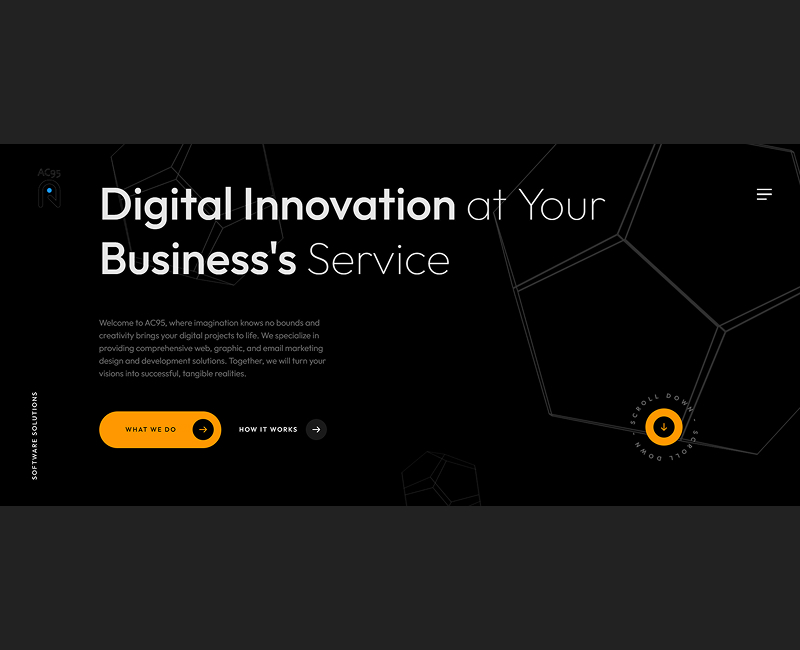 AC95
Digital Innovation at Your
Business's Service
Welcome to AC95, where imagination knows no bounds and
creativity brings your digital projects to life. We specialize in
providing comprehensive web, graphic, and email marketing
design and development solutions. Together, we will turn your
visions into successful, tangible realities.
WHAT WE DO
HOW IT WORKS
SOFTWARE SOLUTIONS
SCROLL DOWN - SCROLL DOWN -